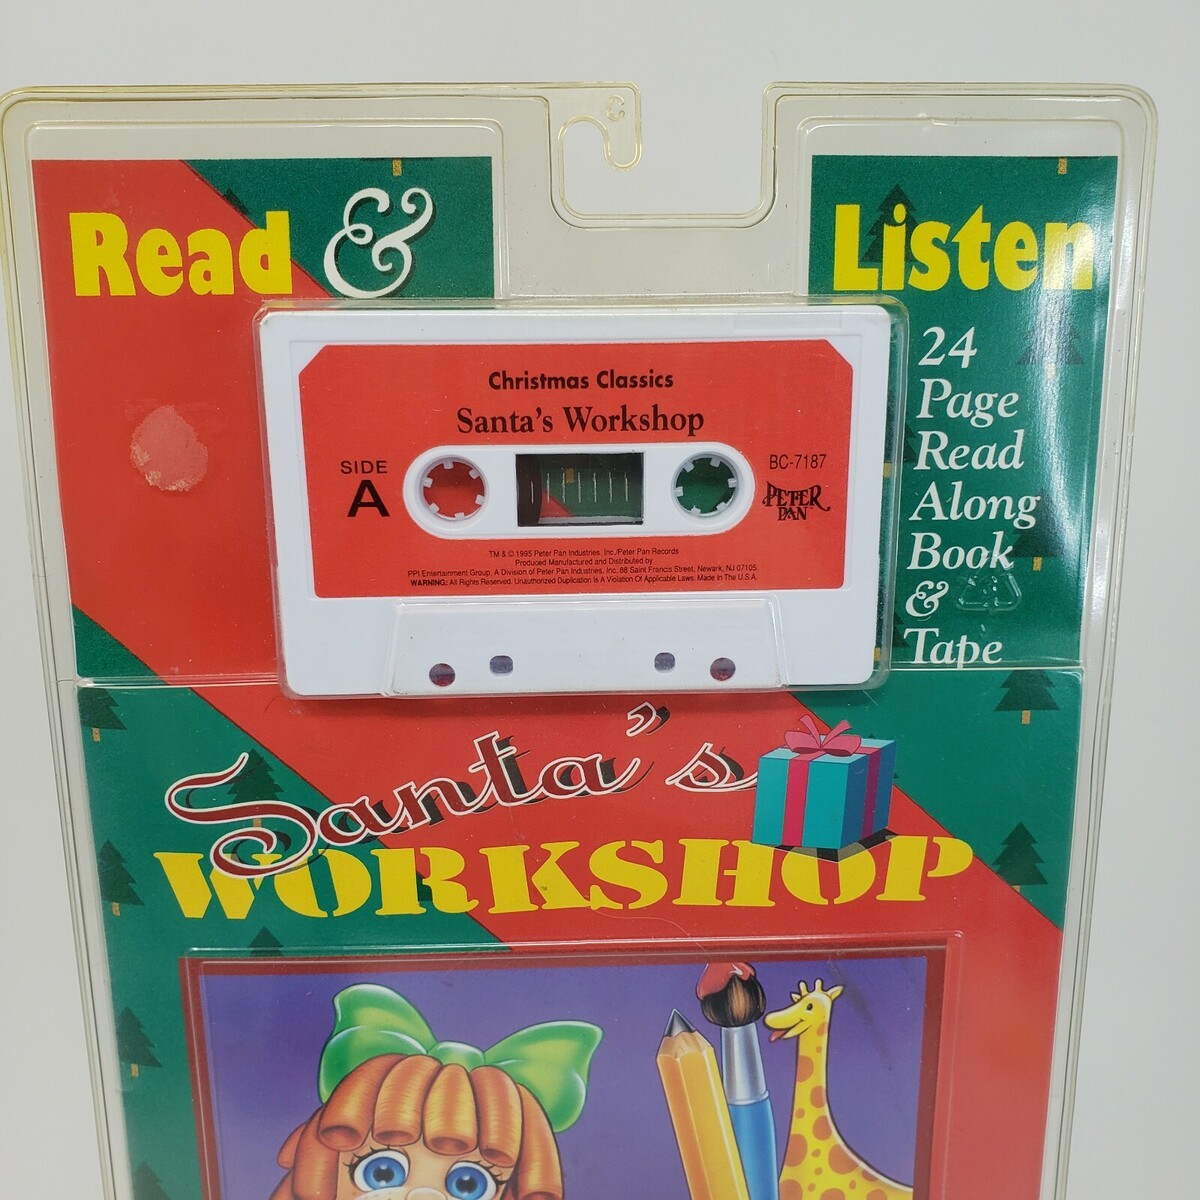 Read & Listen
24
Page
Read
Along
Book
&
Tape
Christmas Classics
Santa's Workshop
SIDE
A
BC-7187
PETER
PAN
TM & © 1995 Peter Pan Industries, Inc./Peter Pan Records
Produced Manufactured and Distributed by
PPI Entertainment Group, A Division of Peter Pan Industries, Inc. 88 Saint Francis Street, Newark, NJ 07105.
WARNING: All Rights Reserved. Unauthorized Duplication Is A Violation Of Applicable Laws. Made In The U.S.A.
Santa's
WORKSHOP